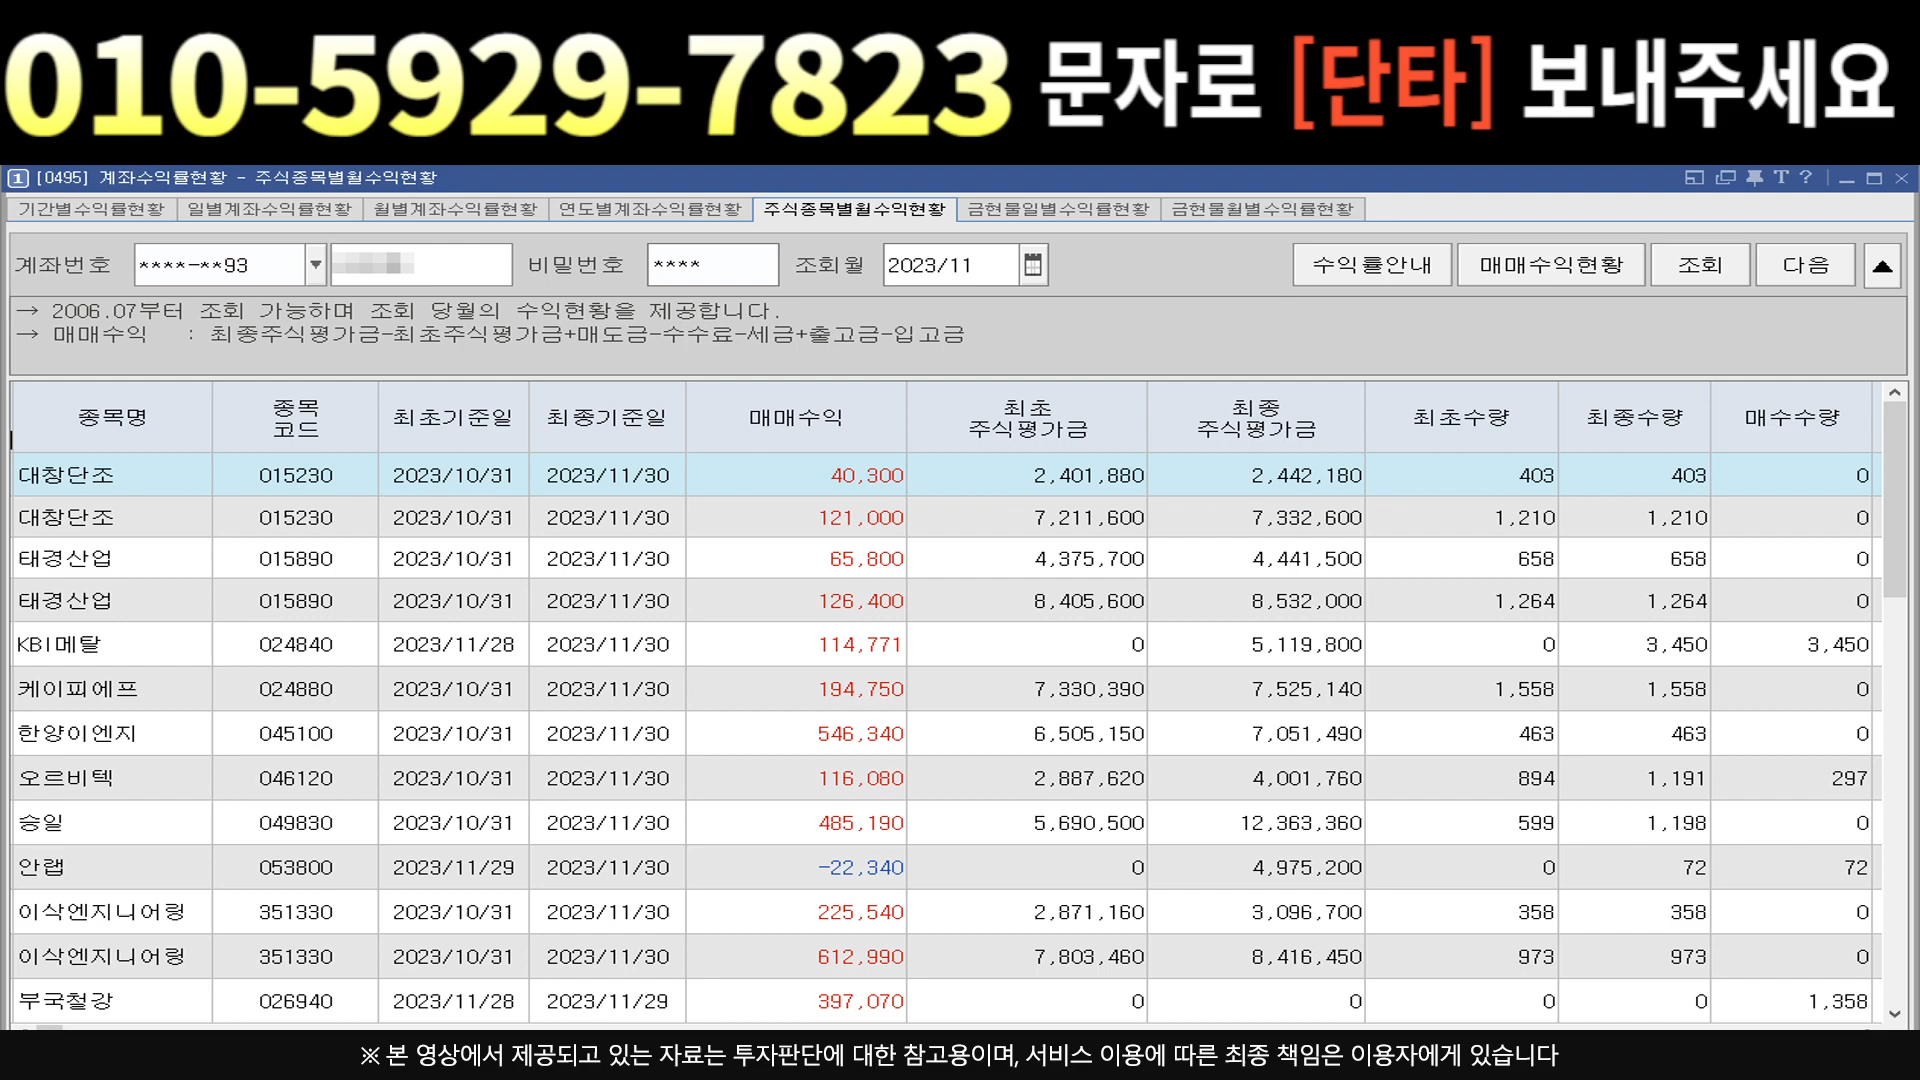 010-5929-7823 문자로 [단타] 보내주세요
1 [0495] 계좌수익률현황 - 주식종목별월수익현황
기간별수익률현황 일별계좌수익률현황 월별계좌수익률현황 연도별계좌수익률현황 주식종목별월수익현황 금현물일별수익률현황 금현물월별수익률현황
계좌번호 ****-**93 비밀번호 **** 조회월 2023/11 수익률안내 매매수익현황 조회 다음
→ 2006.07부터 조회 가능하며 조회 당월의 수익현황을 제공합니다.
→ 매매수익 : 최종주식평가금-최초주식평가금+매도금-수수료-세금+출고금-입고금
종목명 종목코드 최초기준일 최종기준일 매매수익 최초주식평가금 최종주식평가금 최초수량 최종수량 매수수량
대창단조 015230 2023/10/31 2023/11/30 40,300 2,401,880 2,442,180 403 403 0
대창단조 015230 2023/10/31 2023/11/30 121,000 7,211,600 7,332,600 1,210 1,210 0
태경산업 015890 2023/10/31 2023/11/30 65,800 4,375,700 4,441,500 658 658 0
태경산업 015890 2023/10/31 2023/11/30 126,400 8,405,600 8,532,000 1,264 1,264 0
KBI메탈 024840 2023/11/28 2023/11/30 114,771 0 5,119,800 0 3,450 3,450
케이피에프 024880 2023/10/31 2023/11/30 194,750 7,330,390 7,525,140 1,558 1,558 0
한양이엔지 045100 2023/10/31 2023/11/30 546,340 6,505,150 7,051,490 463 463 0
오르비텍 046120 2023/10/31 2023/11/30 116,080 2,887,620 4,001,760 894 1,191 297
승일 049830 2023/10/31 2023/11/30 485,190 5,690,500 12,363,360 599 1,198 0
안랩 053800 2023/11/29 2023/11/30 -22,340 0 4,975,200 0 72 72
이삭엔지니어링 351330 2023/10/31 2023/11/30 225,540 2,871,160 3,096,700 358 358 0
이삭엔지니어링 351330 2023/10/31 2023/11/30 612,990 7,803,460 8,416,450 973 973 0
부국철강 026940 2023/11/28 2023/11/29 397,070 0 0 0 0 1,358
※ 본 영상에서 제공되고 있는 자료는 투자판단에 대한 참고용이며, 서비스 이용에 따른 최종 책임은 이용자에게 있습니다